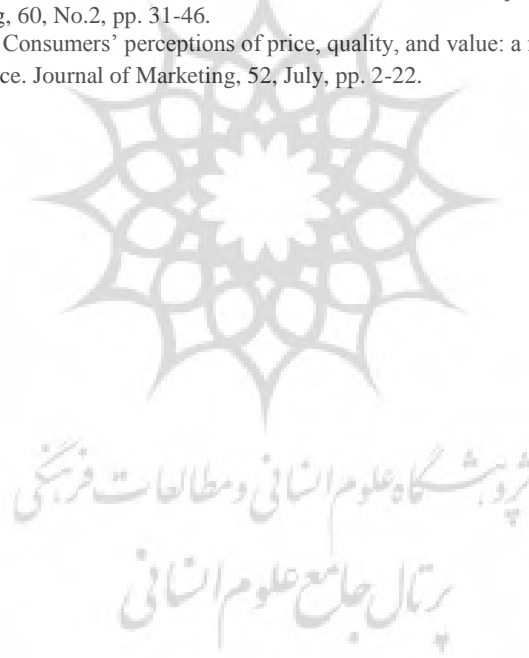 g, 60, No.2, pp. 31-46.
Consumers’ perceptions of price, quality, and value: a
ce. Journal of Marketing, 52, July, pp. 2-22.
پژوهشگاه علوم انسانی و مطالعات فرهنگی
پرتال جامع علوم انسانی